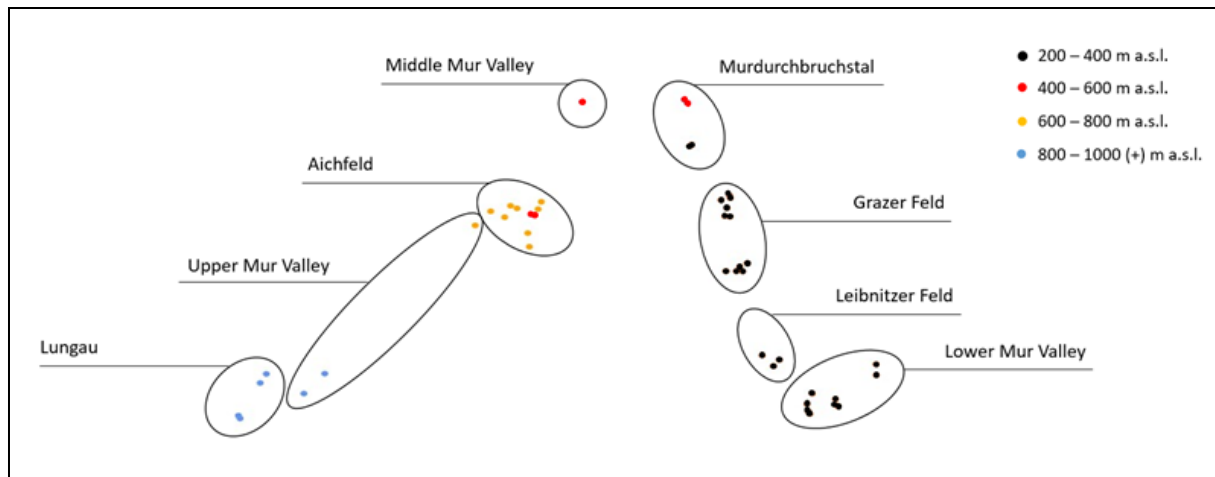 Middle Mur Valley
Murdurchbruchstal
200 – 400 m a.s.l.
400 – 600 m a.s.l.
600 – 800 m a.s.l.
800 – 1000 (+) m a.s.l.
Aichfeld
Grazer Feld
Upper Mur Valley
Leibnitzer Feld
Lungau
Lower Mur Valley